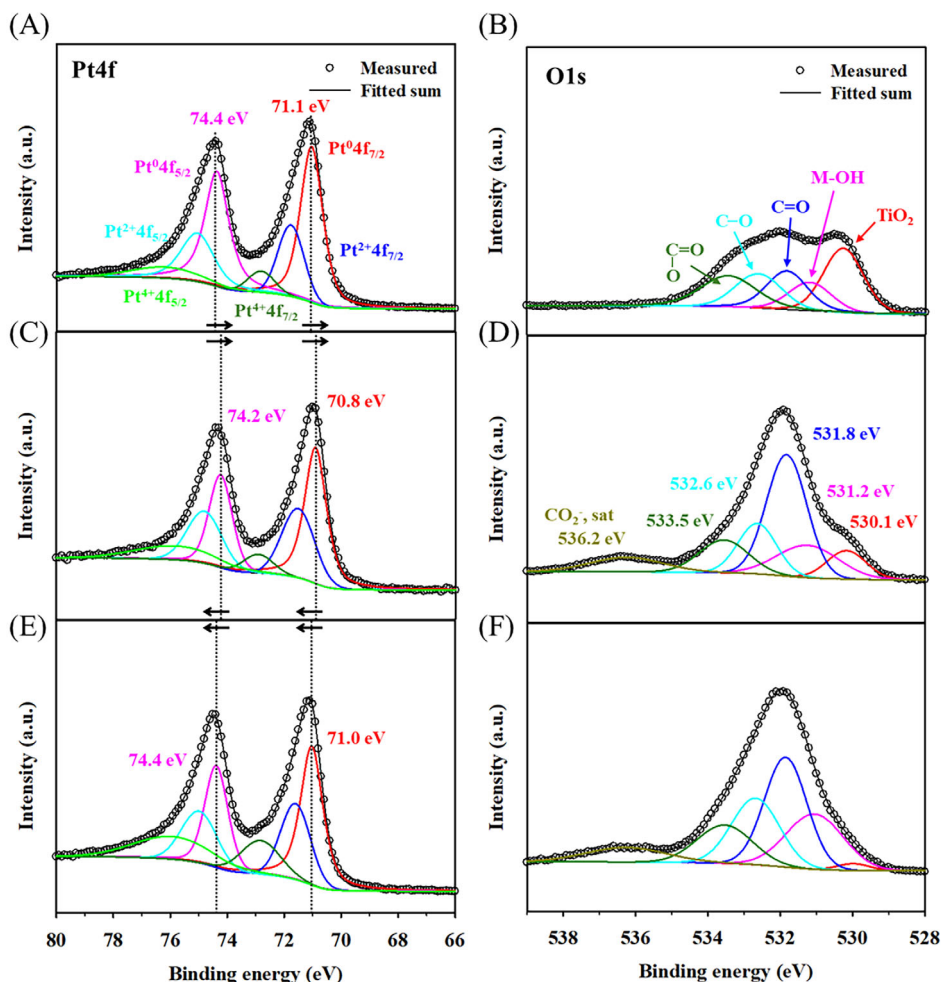 (A)
Pt4f
Measured
Fitted sum
74.4 eV
71.1 eV
Pt⁰4f₅/₂
Pt⁰4f₇/₂
Pt²⁺4f₅/₂
Pt²⁺4f₇/₂
Pt⁴⁺4f₅/₂
Pt⁴⁺4f₇/₂
Intensity (a.u.)
(B)
O1s
Measured
Fitted sum
M-OH
C=O
C-O
TiO₂
C=O
O
Intensity (a.u.)
(C)
74.2 eV
70.8 eV
Intensity (a.u.)
(D)
531.8 eV
532.6 eV
531.2 eV
CO₂⁻, sat
536.2 eV
533.5 eV
530.1 eV
Intensity (a.u.)
(E)
74.4 eV
71.0 eV
Intensity (a.u.)
80 78 76 74 72 70 68 66
Binding energy (eV)
(F)
Intensity (a.u.)
538 536 534 532 530 528
Binding energy (eV)